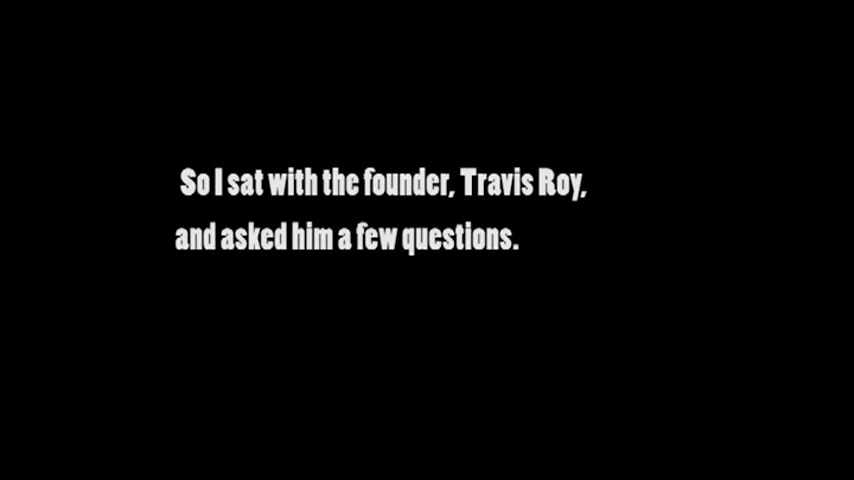 So I sat with the founder, Travis Roy,
and asked him a few questions.